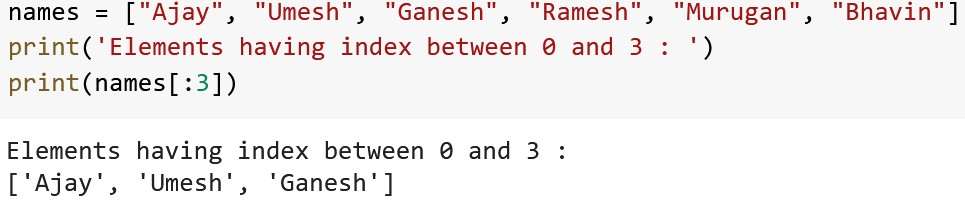 names = ["Ajay", "Umesh", "Ganesh", "Ramesh", "Murugan", "Bhavin"]
print('Elements having index between 0 and 3 : ')
print(names[:3])
Elements having index between 0 and 3 :
['Ajay', 'Umesh', 'Ganesh']